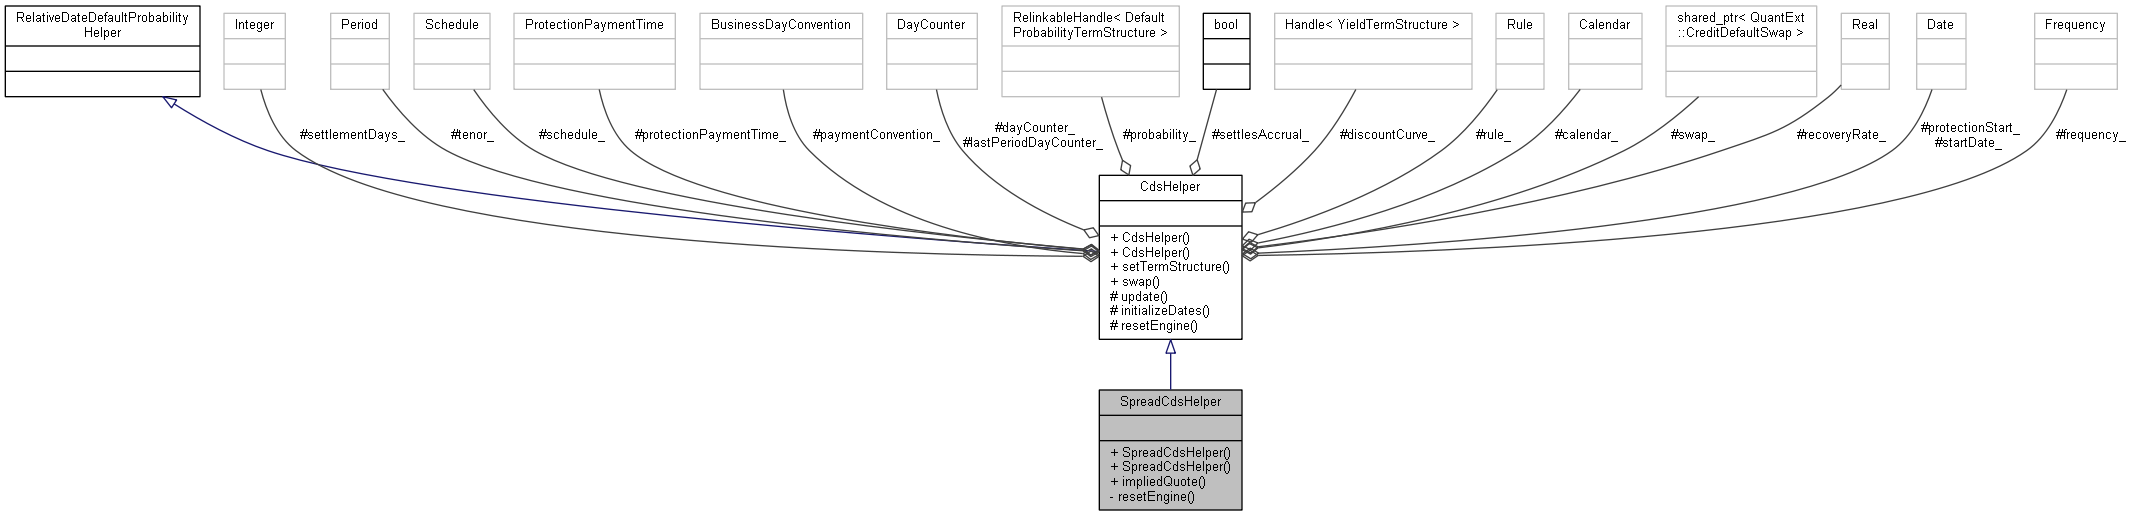 RelativeDateDefaultProbability
Helper
Integer
Period
Schedule
ProtectionPaymentTime
BusinessDayConvention
DayCounter
RelinkableHandle< Default
ProbabilityTermStructure >
bool
Handle< YieldTermStructure >
Rule
Calendar
shared_ptr< QuantExt
::CreditDefaultSwap >
Real
Date
Frequency
#settlementDays_
#tenor_
#schedule_
#protectionPaymentTime_
#paymentConvention_
#dayCounter_
#lastPeriodDayCounter_
#probability_
#settlesAccrual_
#discountCurve_
#rule_
#calendar_
#swap_
#recoveryRate_
#protectionStart_
#startDate_
#frequency_
CdsHelper
+ CdsHelper()
+ CdsHelper()
+ setTermStructure()
+ swap()
# update()
# initializeDates()
# resetEngine()
SpreadCdsHelper
+ SpreadCdsHelper()
+ SpreadCdsHelper()
+ impliedQuote()
- resetEngine()